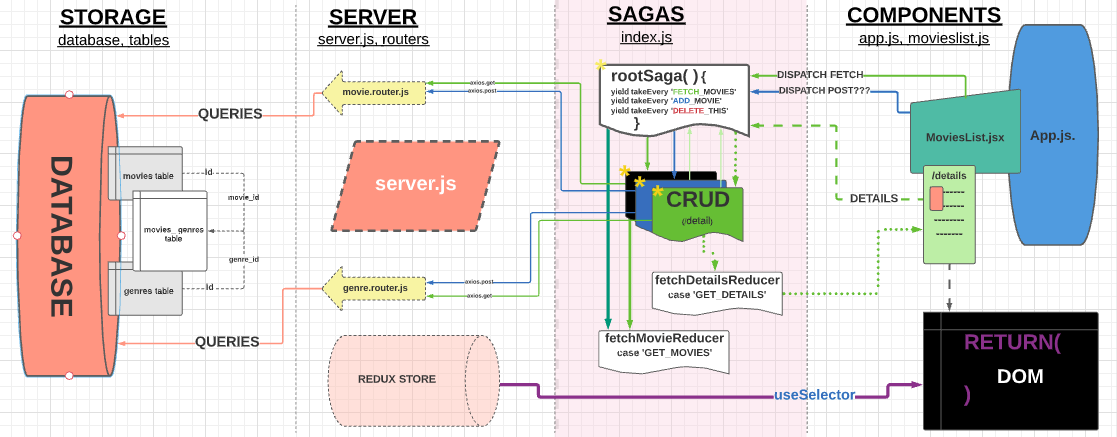 STORAGE
database, tables
SERVER
server.js, routers
SAGAS
index.js
COMPONENTS
app.js, movieslist.js
DATABASE
QUERIES
movies table
Id
movie_id
movies_genres
table
genre_id
genres table
Id
QUERIES
movie.router.js
axios.get
axios.post
server.js
genre.router.js
axios.post
axios.get
REDUX STORE
rootSaga( ) {
yield takeEvery 'FETCH_MOVIES'
yield takeEvery 'ADD_MOVIE'
yield takeEvery 'DELETE_THIS'
}
CRUD
(detail)
fetchDetailsReducer
case 'GET_DETAILS'
fetchMovieReducer
case 'GET_MOVIES'
useSelector
DISPATCH FETCH
DISPATCH POST???
DETAILS
MoviesList.jsx
App.js.
/details
RETURN(
DOM
)